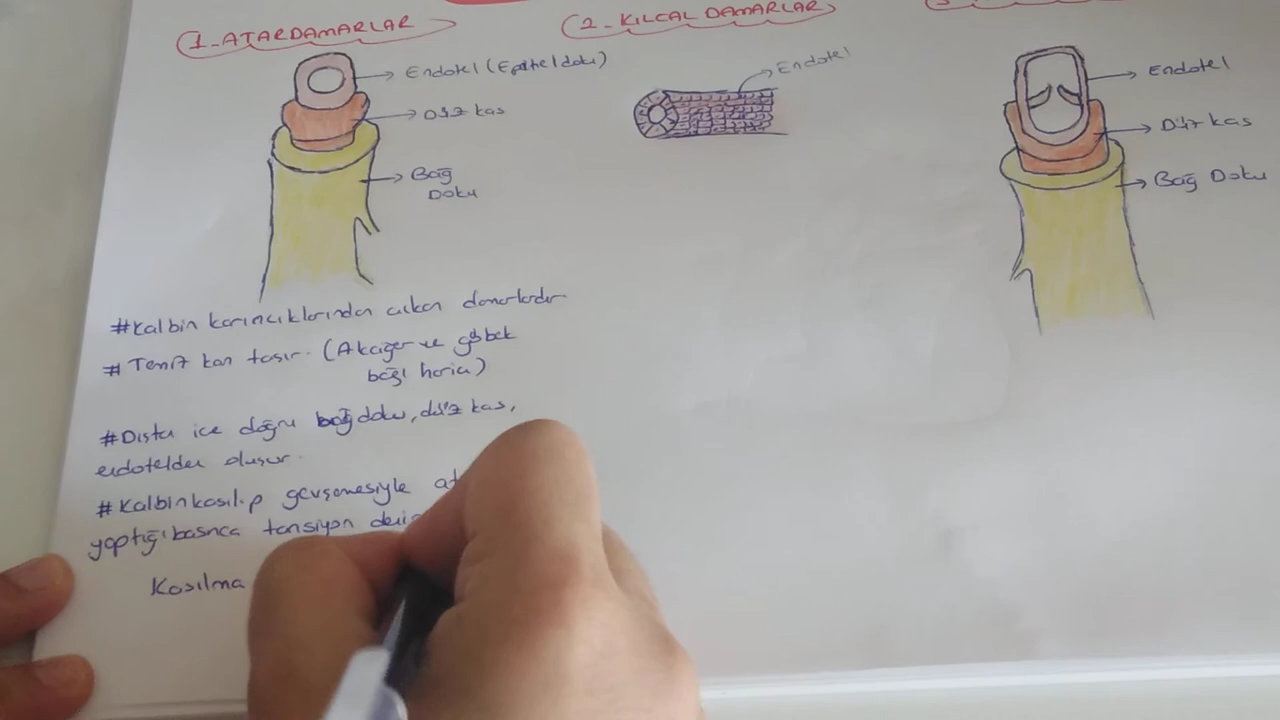 1-ATARDAMARLAR
Endotel (Epitel doku)
Düz kas
Bağ
Doku
2-KILCAL DAMARLAR
Endotel
Endotel
Düz kas
Bağ Doku
#Kalbin karıncıklarından çıkan damarlardır
# Temiz kan taşır. (Akciğer ve göbek
bağı harici)
#Dıştan içe doğru bağ doku, düz kas,
endotelden oluşur.
#Kalbin kasılıp gevşemesiyle
yaptığı basınca tansiyon
Kasılma